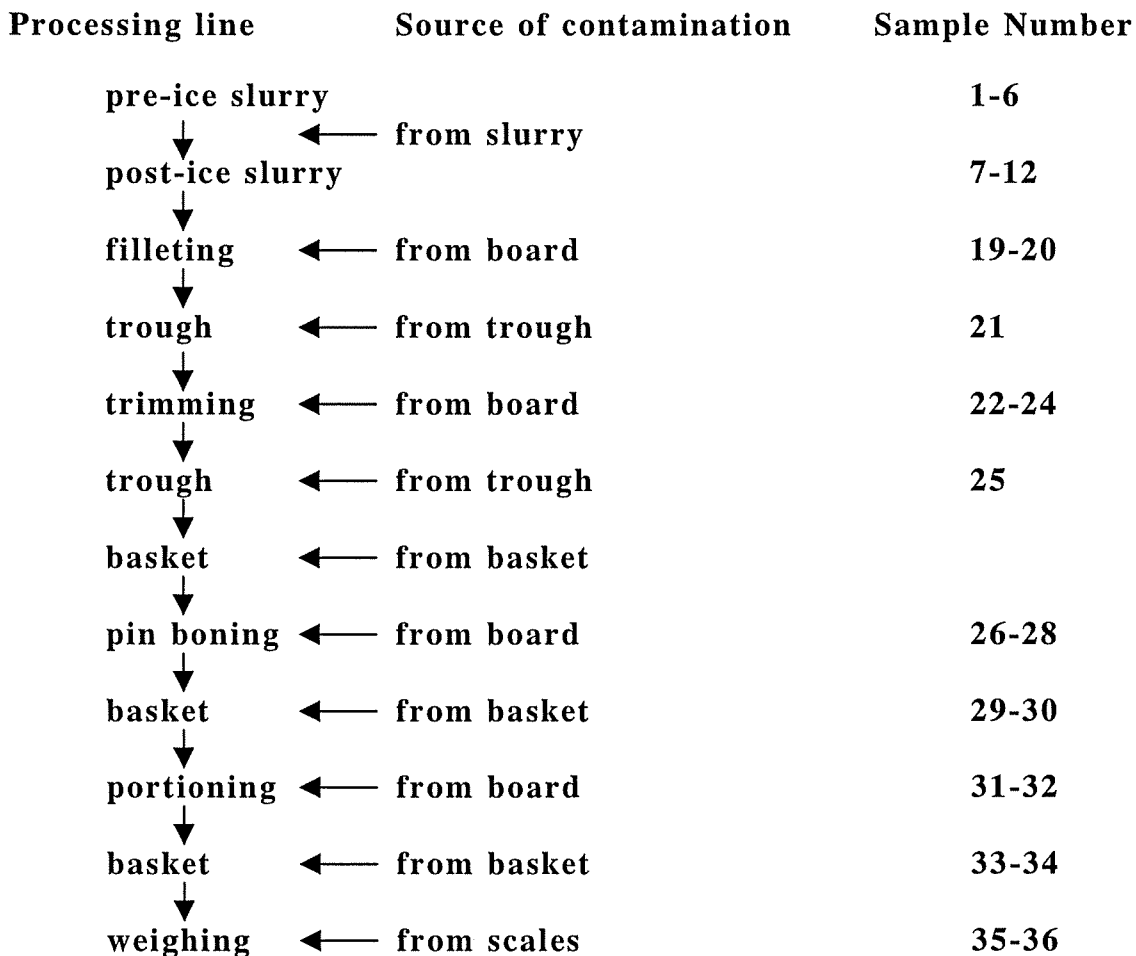 Processing line Source of contamination Sample Number
pre-ice slurry 1-6
from slurry
post-ice slurry 7-12
filleting from board 19-20
trough from trough 21
trimming from board 22-24
trough from trough 25
basket from basket
pin boning from board 26-28
basket from basket 29-30
portioning from board 31-32
basket from basket 33-34
weighing from scales 35-36